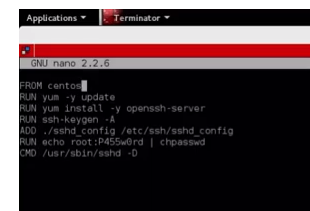 Applications ▾ Terminator ▾
GNU nano 2.2.6
FROM centos
RUN yum -y update
RUN yum install -y openssh-server
RUN ssh-keygen -A
ADD ./sshd_config /etc/ssh/sshd_config
RUN echo root:P455w0rd | chpasswd
CMD /usr/sbin/sshd -D